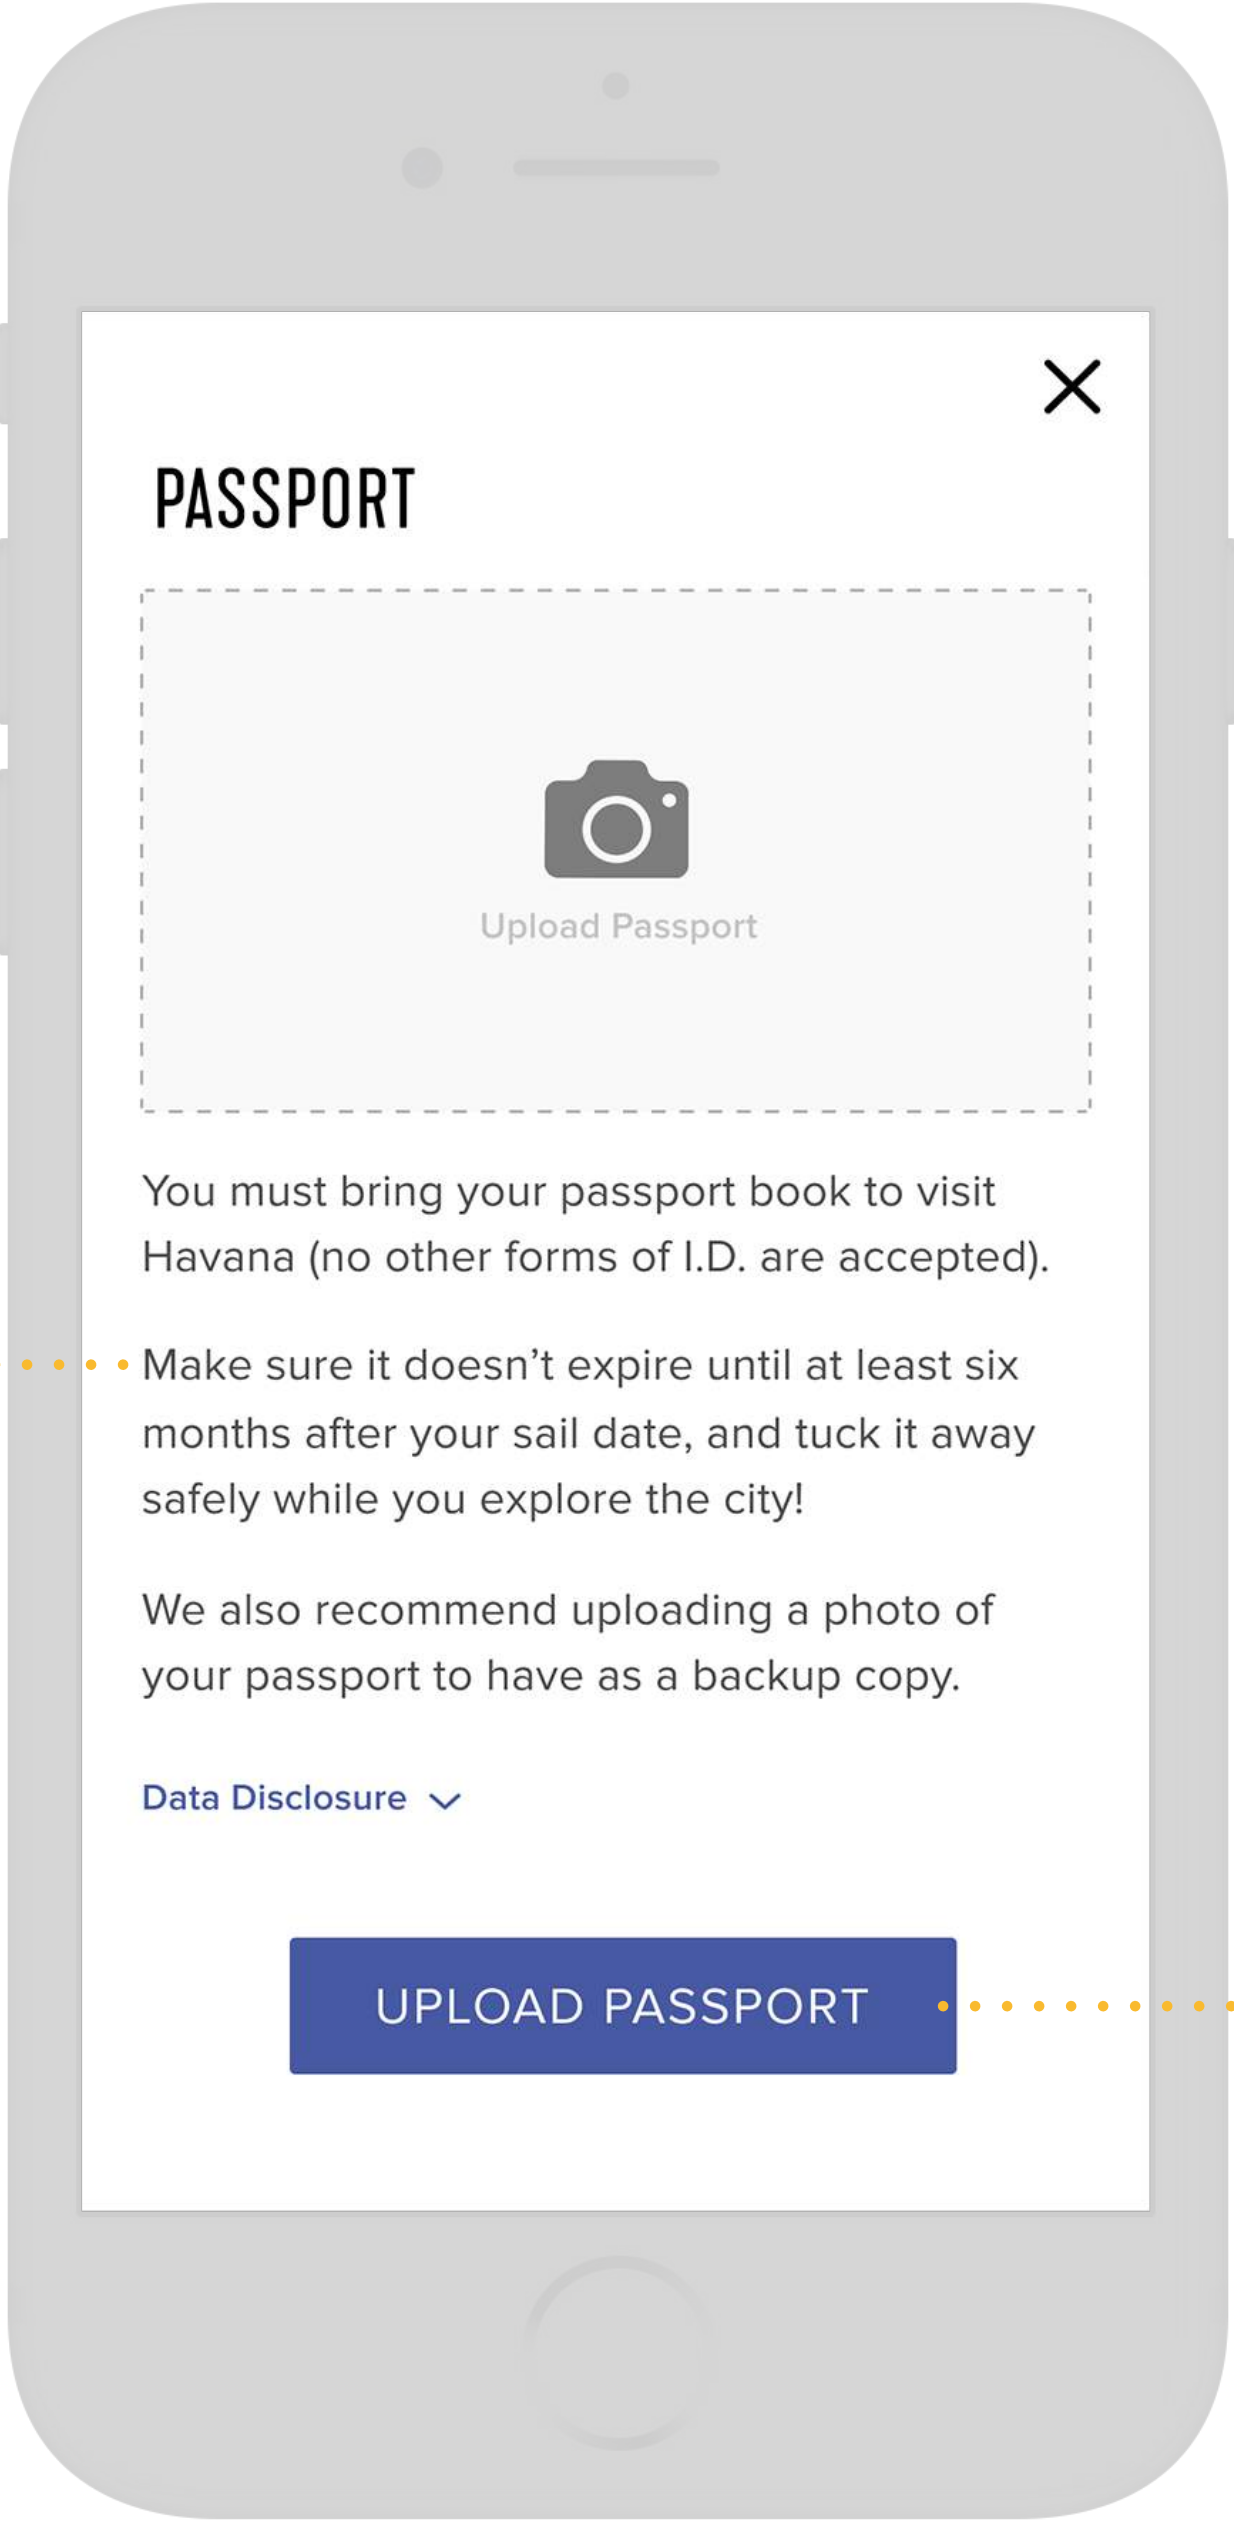 PASSPORT
Upload Passport
You must bring your passport book to visit
Havana (no other forms of I.D. are accepted).
Make sure it doesn’t expire until at least six
months after your sail date, and tuck it away
safely while you explore the city!
We also recommend uploading a photo of
your passport to have as a backup copy.
Data Disclosure
UPLOAD PASSPORT